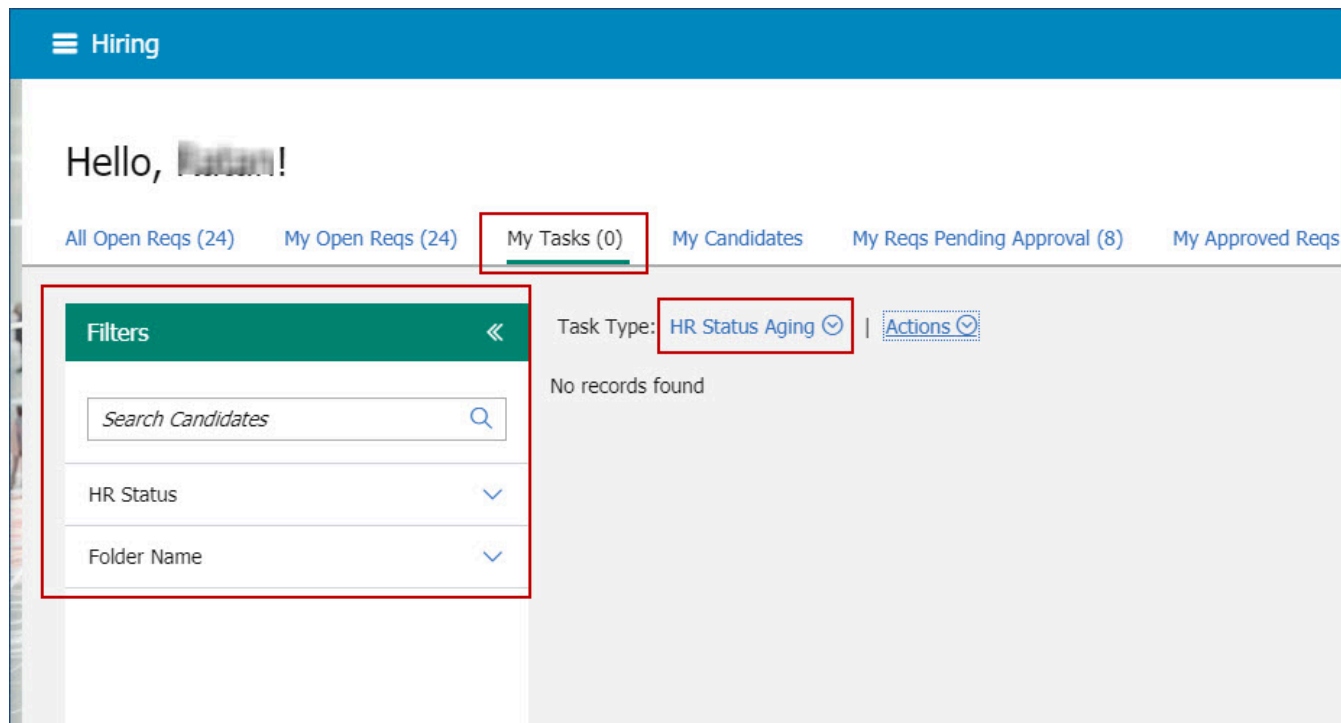 Hiring
Hello, !
All Open Reqs (24) My Open Reqs (24) My Tasks (0) My Candidates My Reqs Pending Approval (8) My Approved Reqs
Filters
Task Type: HR Status Aging | Actions
No records found
Search Candidates
HR Status
Folder Name